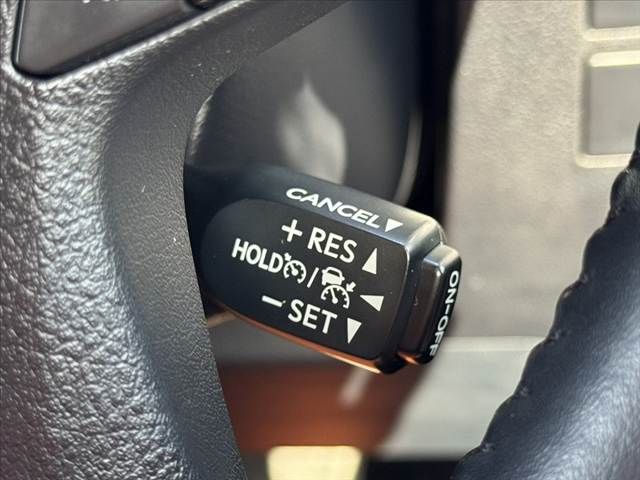 CANCEL▼
+ RES ▲
HOLD /
− SET ▼
ON-OFF